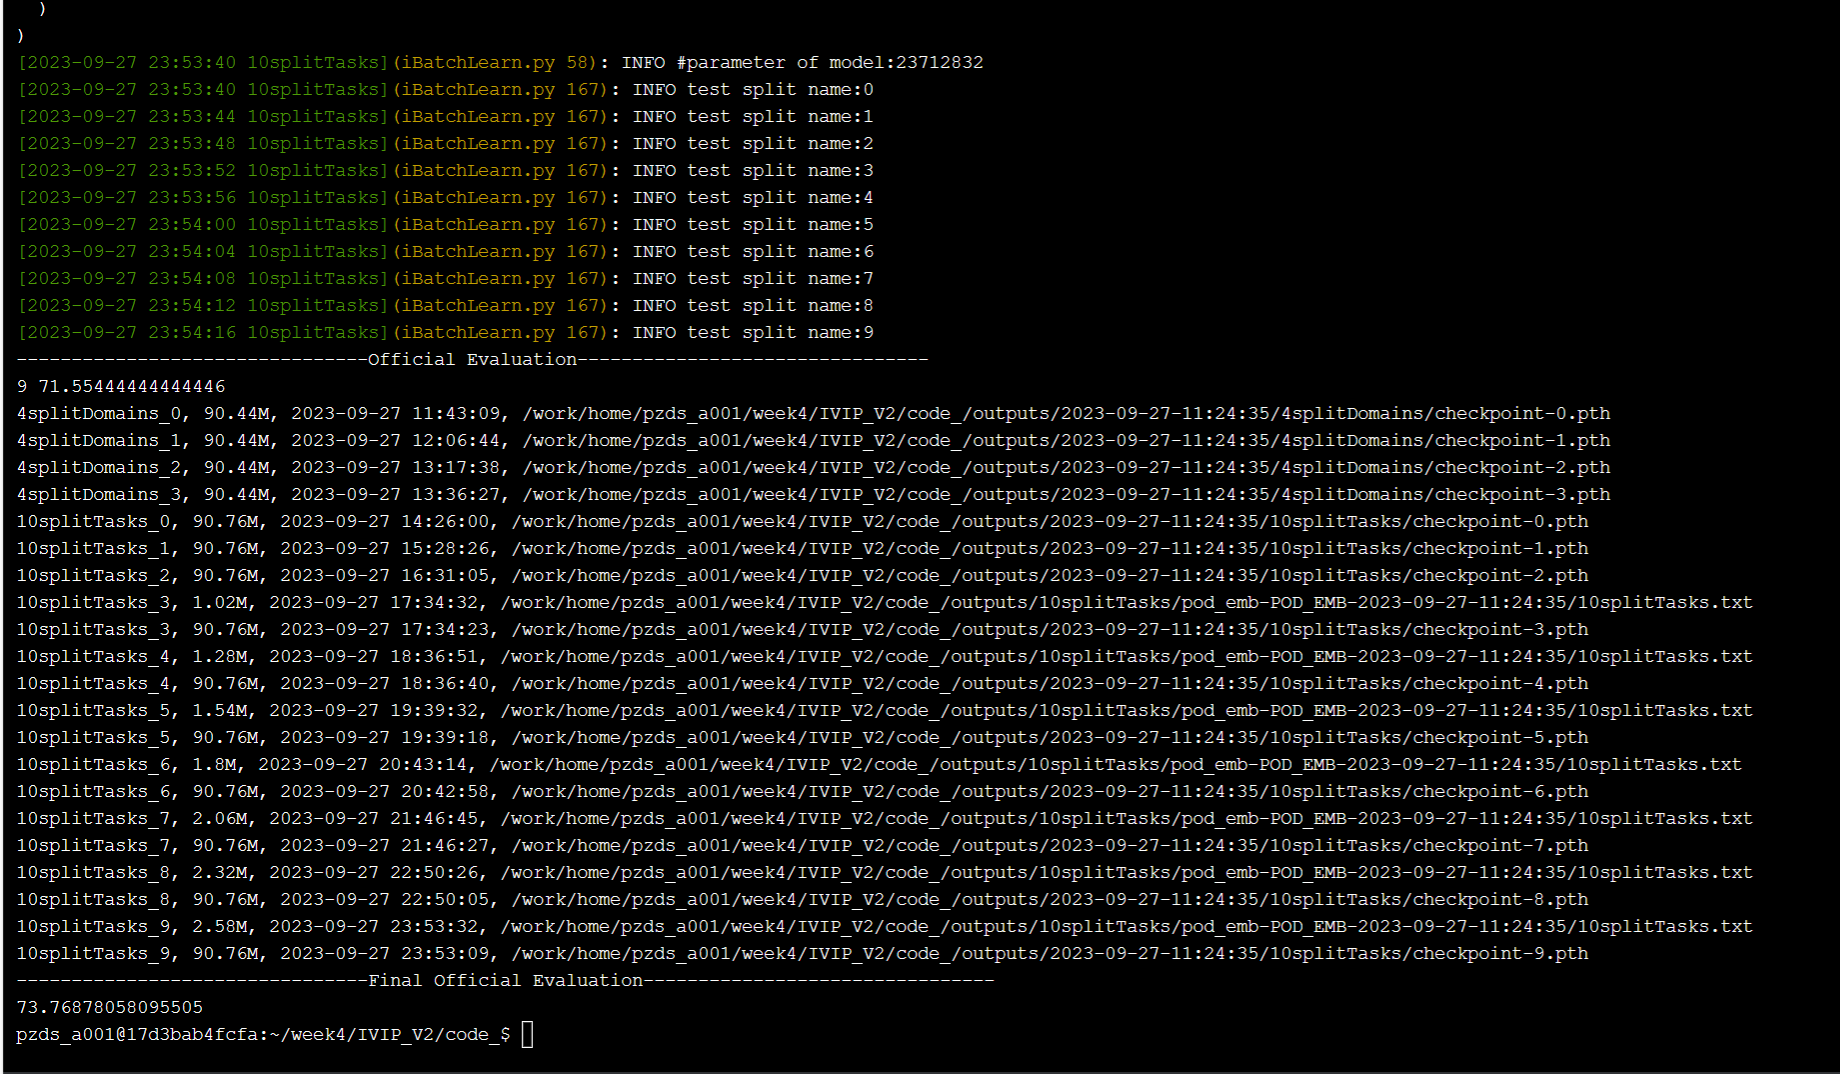 )
)
[2023-09-27 23:53:40 10splitTasks](iBatchLearn.py 58): INFO #parameter of model:23712832
[2023-09-27 23:53:40 10splitTasks](iBatchLearn.py 167): INFO test split name:0
[2023-09-27 23:53:44 10splitTasks](iBatchLearn.py 167): INFO test split name:1
[2023-09-27 23:53:48 10splitTasks](iBatchLearn.py 167): INFO test split name:2
[2023-09-27 23:53:52 10splitTasks](iBatchLearn.py 167): INFO test split name:3
[2023-09-27 23:53:56 10splitTasks](iBatchLearn.py 167): INFO test split name:4
[2023-09-27 23:54:00 10splitTasks](iBatchLearn.py 167): INFO test split name:5
[2023-09-27 23:54:04 10splitTasks](iBatchLearn.py 167): INFO test split name:6
[2023-09-27 23:54:08 10splitTasks](iBatchLearn.py 167): INFO test split name:7
[2023-09-27 23:54:12 10splitTasks](iBatchLearn.py 167): INFO test split name:8
[2023-09-27 23:54:16 10splitTasks](iBatchLearn.py 167): INFO test split name:9
--------------------------------Official Evaluation--------------------------------
9 71.55444444444446
4splitDomains_0, 90.44M, 2023-09-27 11:43:09, /work/home/pzds_a001/week4/IVIP_V2/code_/outputs/2023-09-27-11:24:35/4splitDomains/checkpoint-0.pth
4splitDomains_1, 90.44M, 2023-09-27 12:06:44, /work/home/pzds_a001/week4/IVIP_V2/code_/outputs/2023-09-27-11:24:35/4splitDomains/checkpoint-1.pth
4splitDomains_2, 90.44M, 2023-09-27 13:17:38, /work/home/pzds_a001/week4/IVIP_V2/code_/outputs/2023-09-27-11:24:35/4splitDomains/checkpoint-2.pth
4splitDomains_3, 90.44M, 2023-09-27 13:36:27, /work/home/pzds_a001/week4/IVIP_V2/code_/outputs/2023-09-27-11:24:35/4splitDomains/checkpoint-3.pth
10splitTasks_0, 90.76M, 2023-09-27 14:26:00, /work/home/pzds_a001/week4/IVIP_V2/code_/outputs/2023-09-27-11:24:35/10splitTasks/checkpoint-0.pth
10splitTasks_1, 90.76M, 2023-09-27 15:28:26, /work/home/pzds_a001/week4/IVIP_V2/code_/outputs/2023-09-27-11:24:35/10splitTasks/checkpoint-1.pth
10splitTasks_2, 90.76M, 2023-09-27 16:31:05, /work/home/pzds_a001/week4/IVIP_V2/code_/outputs/2023-09-27-11:24:35/10splitTasks/checkpoint-2.pth
10splitTasks_3, 1.02M, 2023-09-27 17:34:32, /work/home/pzds_a001/week4/IVIP_V2/code_/outputs/10splitTasks/pod_emb-POD_EMB-2023-09-27-11:24:35/10splitTasks.txt
10splitTasks_3, 90.76M, 2023-09-27 17:34:23, /work/home/pzds_a001/week4/IVIP_V2/code_/outputs/2023-09-27-11:24:35/10splitTasks/checkpoint-3.pth
10splitTasks_4, 1.28M, 2023-09-27 18:36:51, /work/home/pzds_a001/week4/IVIP_V2/code_/outputs/10splitTasks/pod_emb-POD_EMB-2023-09-27-11:24:35/10splitTasks.txt
10splitTasks_4, 90.76M, 2023-09-27 18:36:40, /work/home/pzds_a001/week4/IVIP_V2/code_/outputs/2023-09-27-11:24:35/10splitTasks/checkpoint-4.pth
10splitTasks_5, 1.54M, 2023-09-27 19:39:32, /work/home/pzds_a001/week4/IVIP_V2/code_/outputs/10splitTasks/pod_emb-POD_EMB-2023-09-27-11:24:35/10splitTasks.txt
10splitTasks_5, 90.76M, 2023-09-27 19:39:18, /work/home/pzds_a001/week4/IVIP_V2/code_/outputs/2023-09-27-11:24:35/10splitTasks/checkpoint-5.pth
10splitTasks_6, 1.8M, 2023-09-27 20:43:14, /work/home/pzds_a001/week4/IVIP_V2/code_/outputs/10splitTasks/pod_emb-POD_EMB-2023-09-27-11:24:35/10splitTasks.txt
10splitTasks_6, 90.76M, 2023-09-27 20:42:58, /work/home/pzds_a001/week4/IVIP_V2/code_/outputs/2023-09-27-11:24:35/10splitTasks/checkpoint-6.pth
10splitTasks_7, 2.06M, 2023-09-27 21:46:45, /work/home/pzds_a001/week4/IVIP_V2/code_/outputs/10splitTasks/pod_emb-POD_EMB-2023-09-27-11:24:35/10splitTasks.txt
10splitTasks_7, 90.76M, 2023-09-27 21:46:27, /work/home/pzds_a001/week4/IVIP_V2/code_/outputs/2023-09-27-11:24:35/10splitTasks/checkpoint-7.pth
10splitTasks_8, 2.32M, 2023-09-27 22:50:26, /work/home/pzds_a001/week4/IVIP_V2/code_/outputs/10splitTasks/pod_emb-POD_EMB-2023-09-27-11:24:35/10splitTasks.txt
10splitTasks_8, 90.76M, 2023-09-27 22:50:05, /work/home/pzds_a001/week4/IVIP_V2/code_/outputs/2023-09-27-11:24:35/10splitTasks/checkpoint-8.pth
10splitTasks_9, 2.58M, 2023-09-27 23:53:32, /work/home/pzds_a001/week4/IVIP_V2/code_/outputs/10splitTasks/pod_emb-POD_EMB-2023-09-27-11:24:35/10splitTasks.txt
10splitTasks_9, 90.76M, 2023-09-27 23:53:09, /work/home/pzds_a001/week4/IVIP_V2/code_/outputs/2023-09-27-11:24:35/10splitTasks/checkpoint-9.pth
--------------------------------Final Official Evaluation--------------------------------
73.76878058095505
pzds_a001@17d3bab4fcfa:~/week4/IVIP_V2/code_$